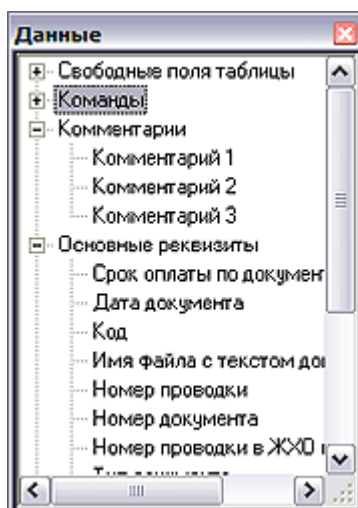 Данные
Свободные поля таблицы
Команды
Комментарии
Комментарий 1
Комментарий 2
Комментарий 3
Основные реквизиты
Срок оплаты по докумен
Дата документа
Код
Имя файла с текстом до
Номер проводки
Номер документа
Номер проводки в ЖХО